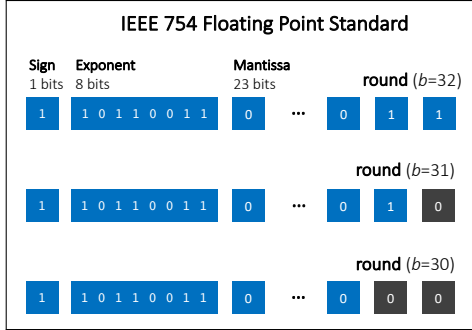 IEEE 754 Floating Point Standard
Sign Exponent Mantissa
1 bits 8 bits 23 bits round (b=32)
1 1 0 1 1 0 0 1 1 0 ... 0 1 1
round (b=31)
1 1 0 1 1 0 0 1 1 0 ... 0 1 0
round (b=30)
1 1 0 1 1 0 0 1 1 0 ... 0 0 0